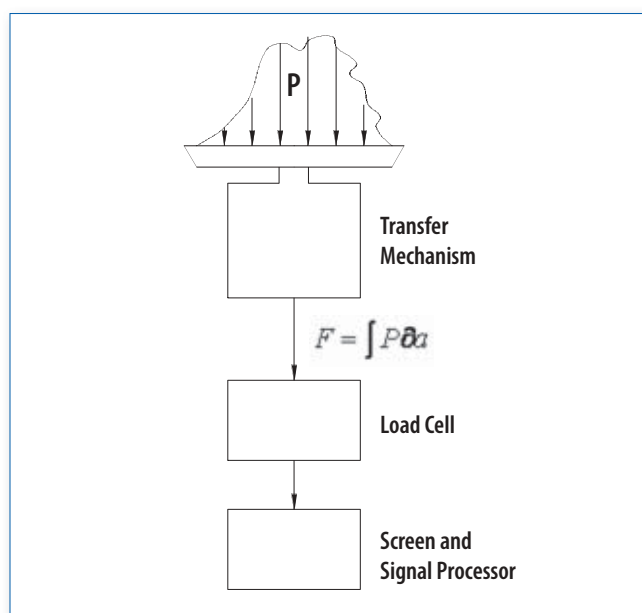 P
Transfer
Mechanism
F = ∫ P∂a
Load Cell
Screen and
Signal Processor